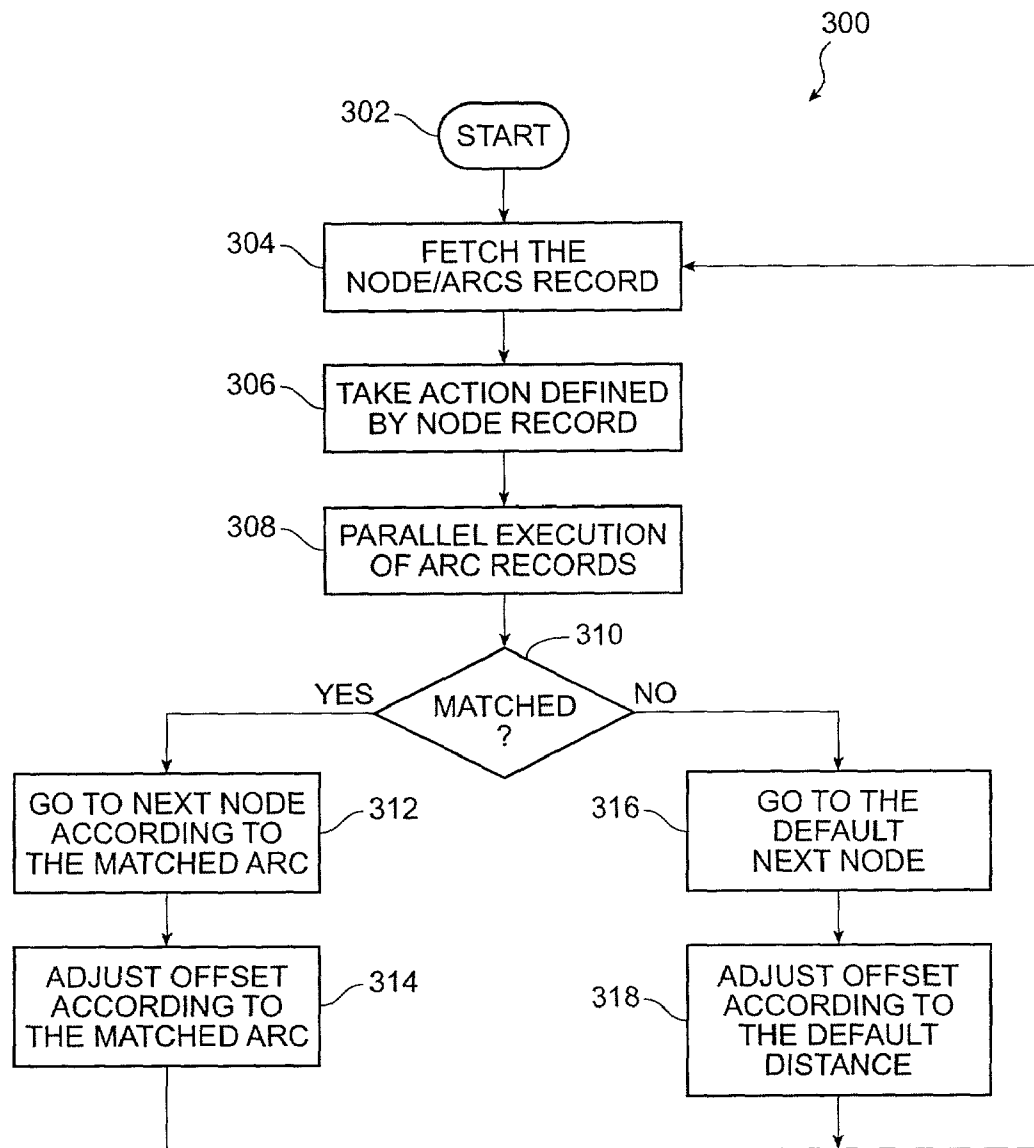 300
302
START
304
FETCH THE
NODE/ARCS RECORD
306
TAKE ACTION DEFINED
BY NODE RECORD
308
PARALLEL EXECUTION
OF ARC RECORDS
310
YES
MATCHED
?
NO
GO TO NEXT NODE
ACCORDING TO
THE MATCHED ARC
312
316
GO TO THE
DEFAULT
NEXT NODE
ADJUST OFFSET
ACCORDING TO
THE MATCHED ARC
314
318
ADJUST OFFSET
ACCORDING TO
THE DEFAULT
DISTANCE